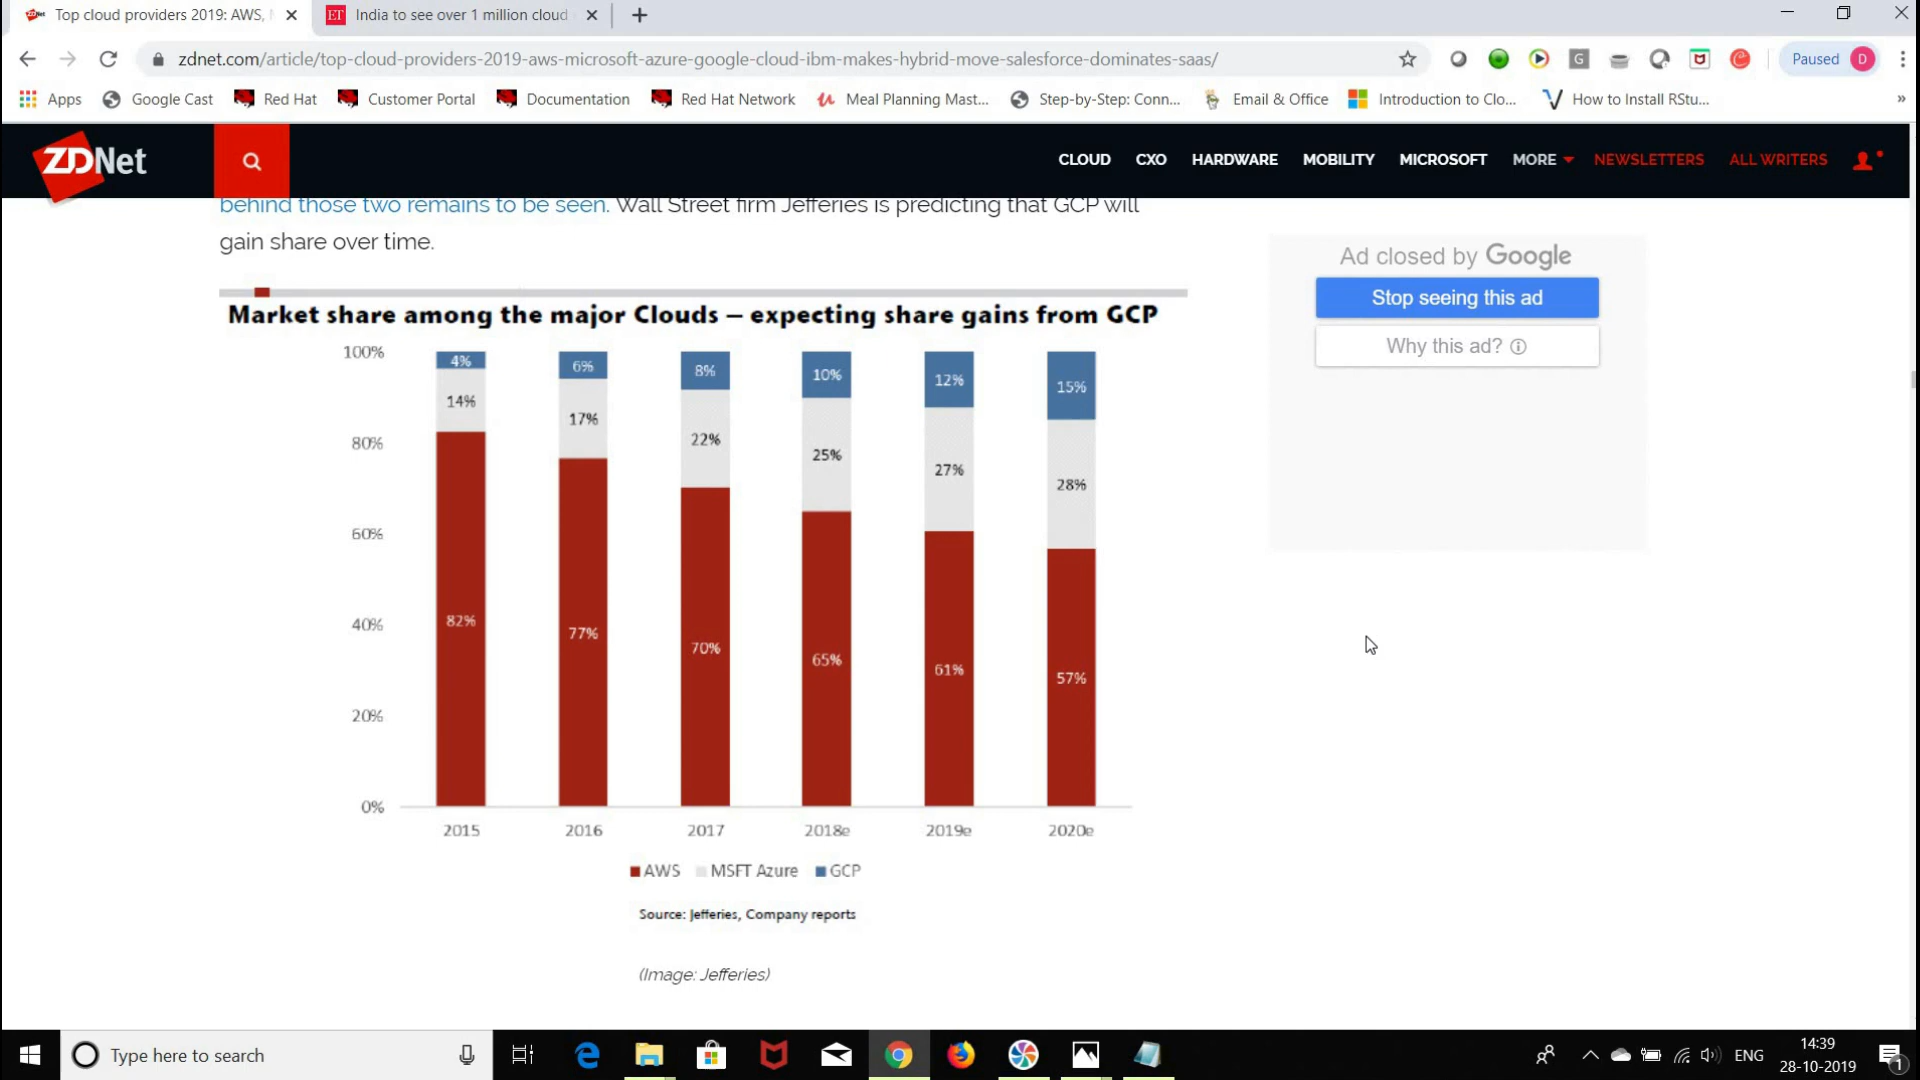 Top cloud providers 2019: AWS,
India to see over 1 million cloud
zdnet.com/article/top-cloud-providers-2019-aws-microsoft-azure-google-cloud-ibm-makes-hybrid-move-salesforce-dominates-saas/
Paused D
Apps Google Cast Red Hat Customer Portal Documentation Red Hat Network Meal Planning Mast... Step-by-Step: Conn... Email & Office Introduction to Clo... How to Install RStu... »
ZDNet
CLOUD CXO HARDWARE MOBILITY MICROSOFT MORE NEWSLETTERS ALL WRITERS
behind those two remains to be seen. Wall Street firm Jefferies is predicting that GCP will
gain share over time.
Ad closed by Google
Stop seeing this ad
Why this ad?
Market share among the major Clouds – expecting share gains from GCP
100%
80%
60%
40%
20%
0%
4% 6% 8% 10% 12% 15%
14% 17% 22% 25% 27% 28%
82% 77% 70% 65% 61% 57%
2015 2016 2017 2018e 2019e 2020e
AWS MSFT Azure GCP
Source: Jefferies, Company reports
(Image: Jefferies)
Type here to search
ENG
14:39
28-10-2019
1